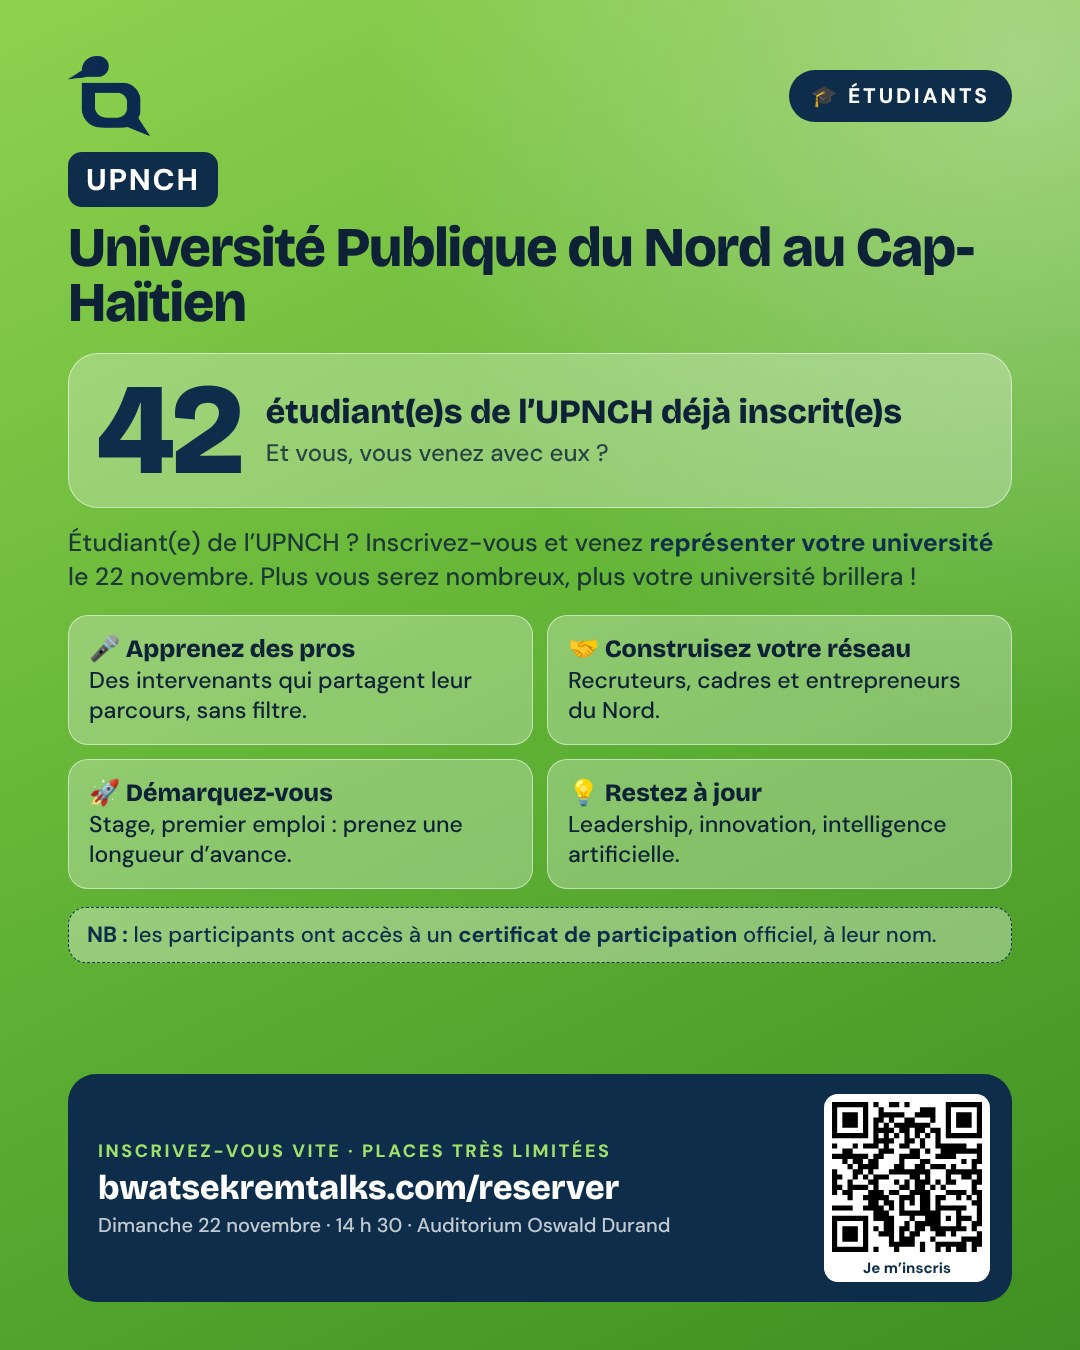 ÉTUDIANTS
UPNCH
Université Publique du Nord au Cap-
Haïtien
42
étudiant(e)s de l’UPNCH déjà inscrit(e)s
Et vous, vous venez avec eux ?
Étudiant(e) de l’UPNCH ? Inscrivez-vous et venez représenter votre université
le 22 novembre. Plus vous serez nombreux, plus votre université brillera !
🎤 Apprenez des pros
Des intervenants qui partagent leur
parcours, sans filtre.
🤝 Construisez votre réseau
Recruteurs, cadres et entrepreneurs
du Nord.
🚀 Démarquez-vous
Stage, premier emploi : prenez une
longueur d’avance.
💡 Restez à jour
Leadership, innovation, intelligence
artificielle.
NB : les participants ont accès à un certificat de participation officiel, à leur nom.
INSCRIVEZ-VOUS VITE · PLACES TRÈS LIMITÉES
bwatsekremtalks.com/reserver
Dimanche 22 novembre · 14 h 30 · Auditorium Oswald Durand
Je m’inscris